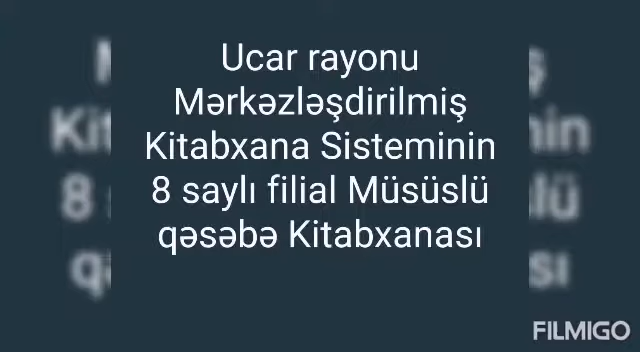 Ucar rayonu
Mərkəzləşdirilmiş
Kitabxana Sisteminin
8 saylı filial Müsüslü
qəsəbə Kitabxanası
FILMIGO